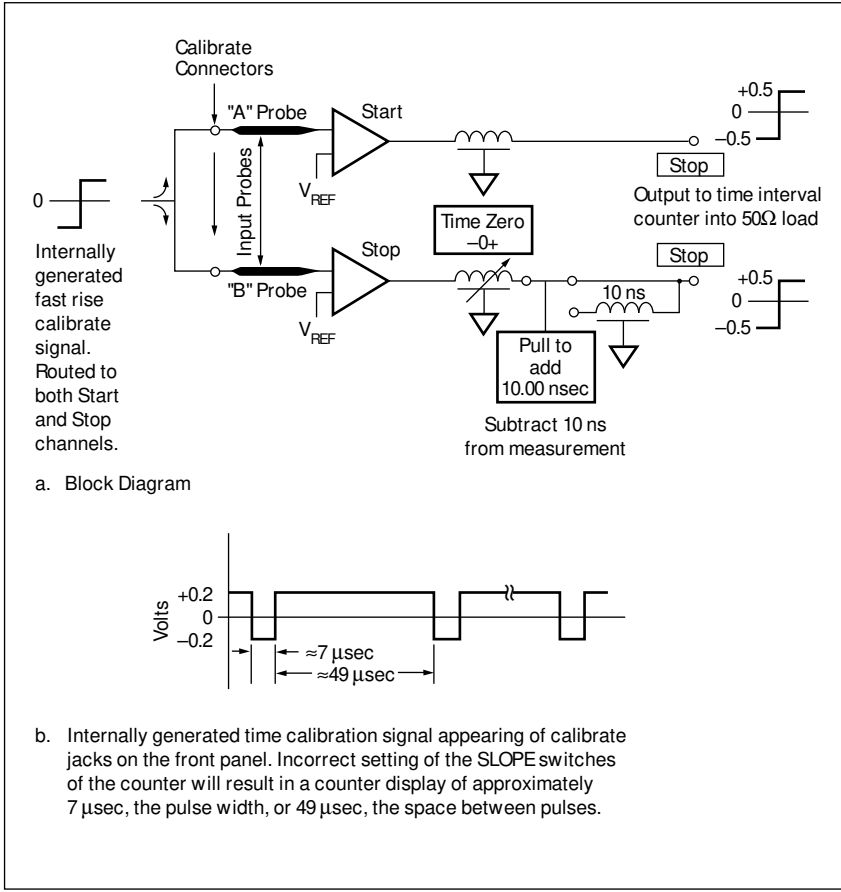 Calibrate
Connectors
"A" Probe
Start
+0.5
0
−0.5
VREF
Stop
Output to time interval
counter into 50Ω load
0
Input Probes
Internally
generated
fast rise
calibrate
signal.
Routed to
both Start
and Stop
channels.
Time Zero
−0+
"B" Probe
Stop
VREF
Stop
+0.5
0
−0.5
10 ns
Pull to
add
10.00 nsec
Subtract 10 ns
from measurement
a. Block Diagram
Volts
+0.2
0
−0.2
≈7 μsec
≈49 μsec
b. Internally generated time calibration signal appearing of calibrate
jacks on the front panel. Incorrect setting of the SLOPE switches
of the counter will result in a counter display of approximately
7 μsec, the pulse width, or 49 μsec, the space between pulses.